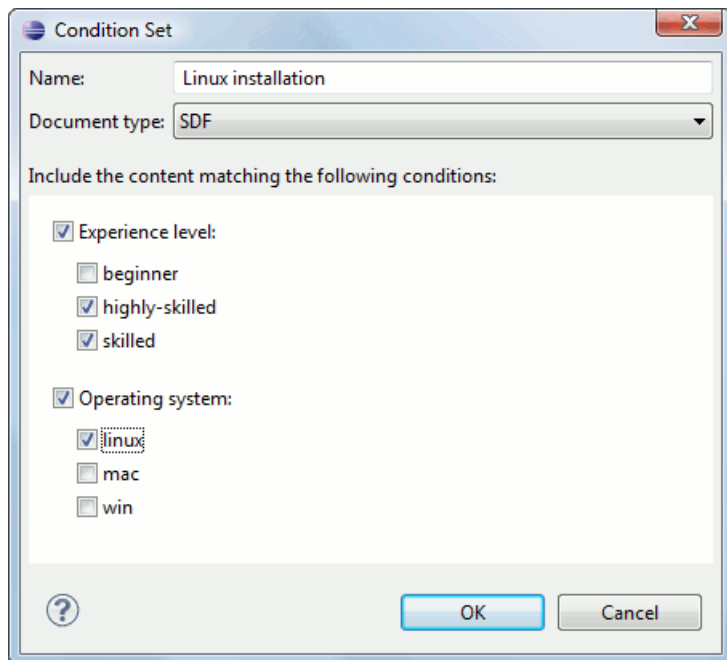 Condition Set
Name: Linux installation
Document type: SDF
Include the content matching the following conditions:
Experience level:
beginner
highly-skilled
skilled
Operating system:
linux
mac
win
? OK Cancel